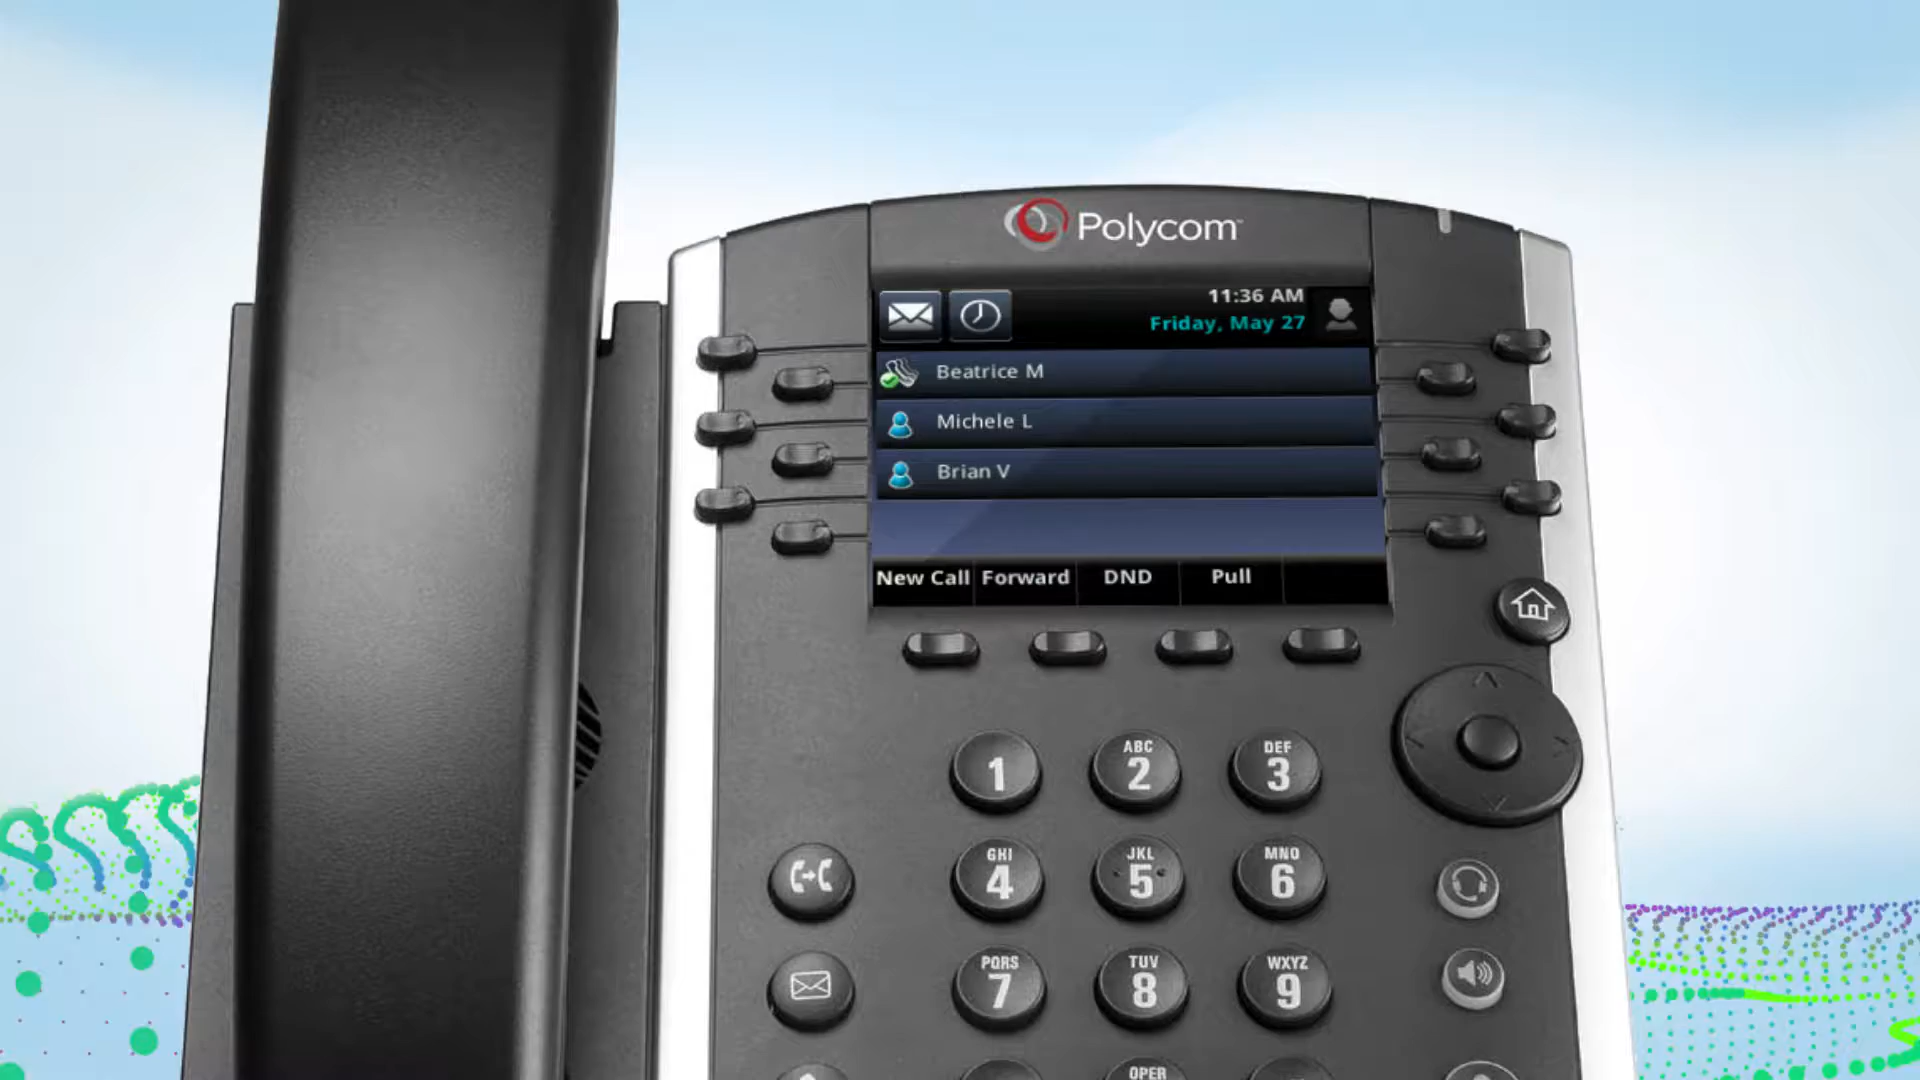 Polycom™
11:36 AM
Friday, May 27
Beatrice M
Michele L
Brian V
New Call Forward DND Pull
1
ABC
2
DEF
3
GHI
4
JKL
5
MNO
6
PQRS
7
TUV
8
WXYZ
9
OPER